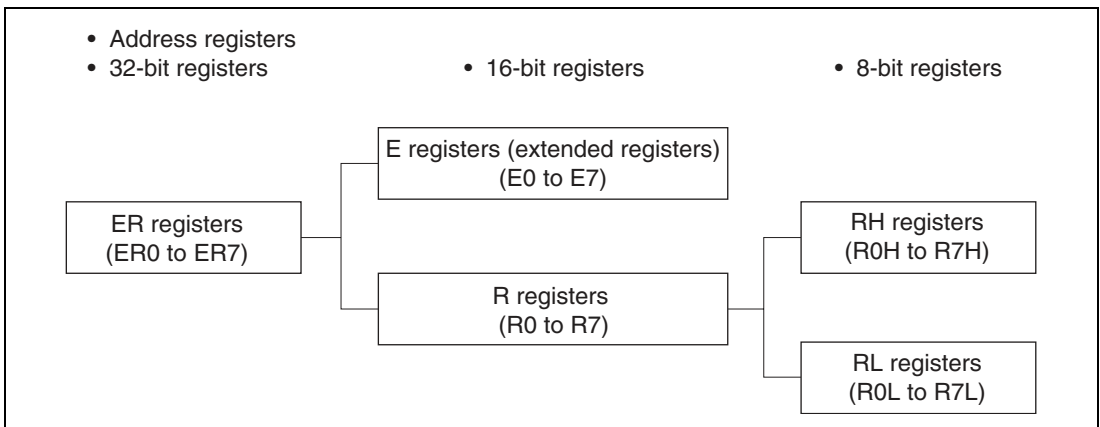 • Address registers
• 32-bit registers
• 16-bit registers
• 8-bit registers
E registers (extended registers)
(E0 to E7)
ER registers
(ER0 to ER7)
RH registers
(R0H to R7H)
R registers
(R0 to R7)
RL registers
(R0L to R7L)